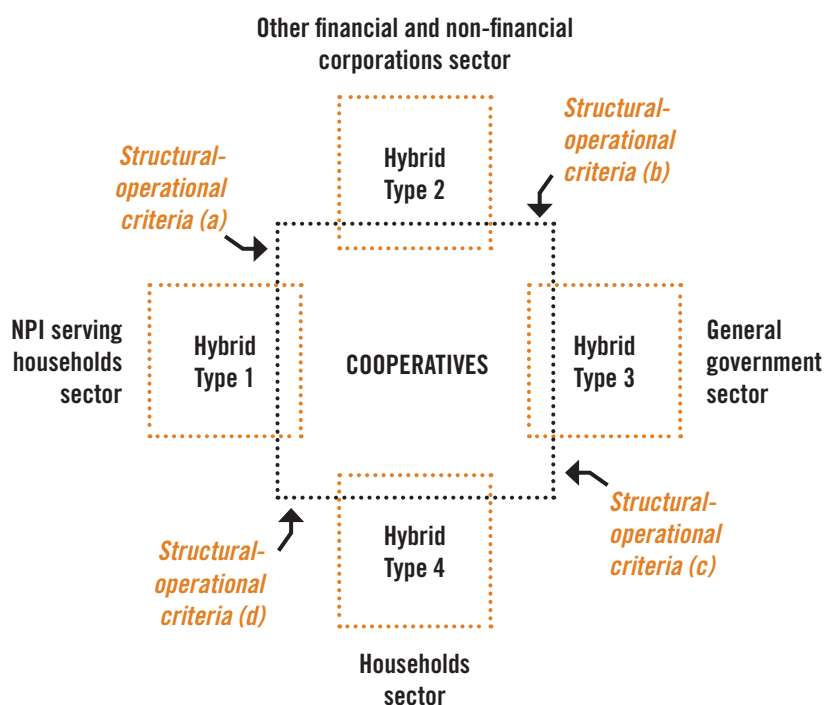 Other financial and non-financial
corporations sector
Structural-
operational
criteria (a)
Hybrid
Type 2
Structural-
operational
criteria (b)
NPI serving
households
sector
Hybrid
Type 1
COOPERATIVES
Hybrid
Type 3
General
government
sector
Structural-
operational
criteria (d)
Hybrid
Type 4
Structural-
operational
criteria (c)
Households
sector